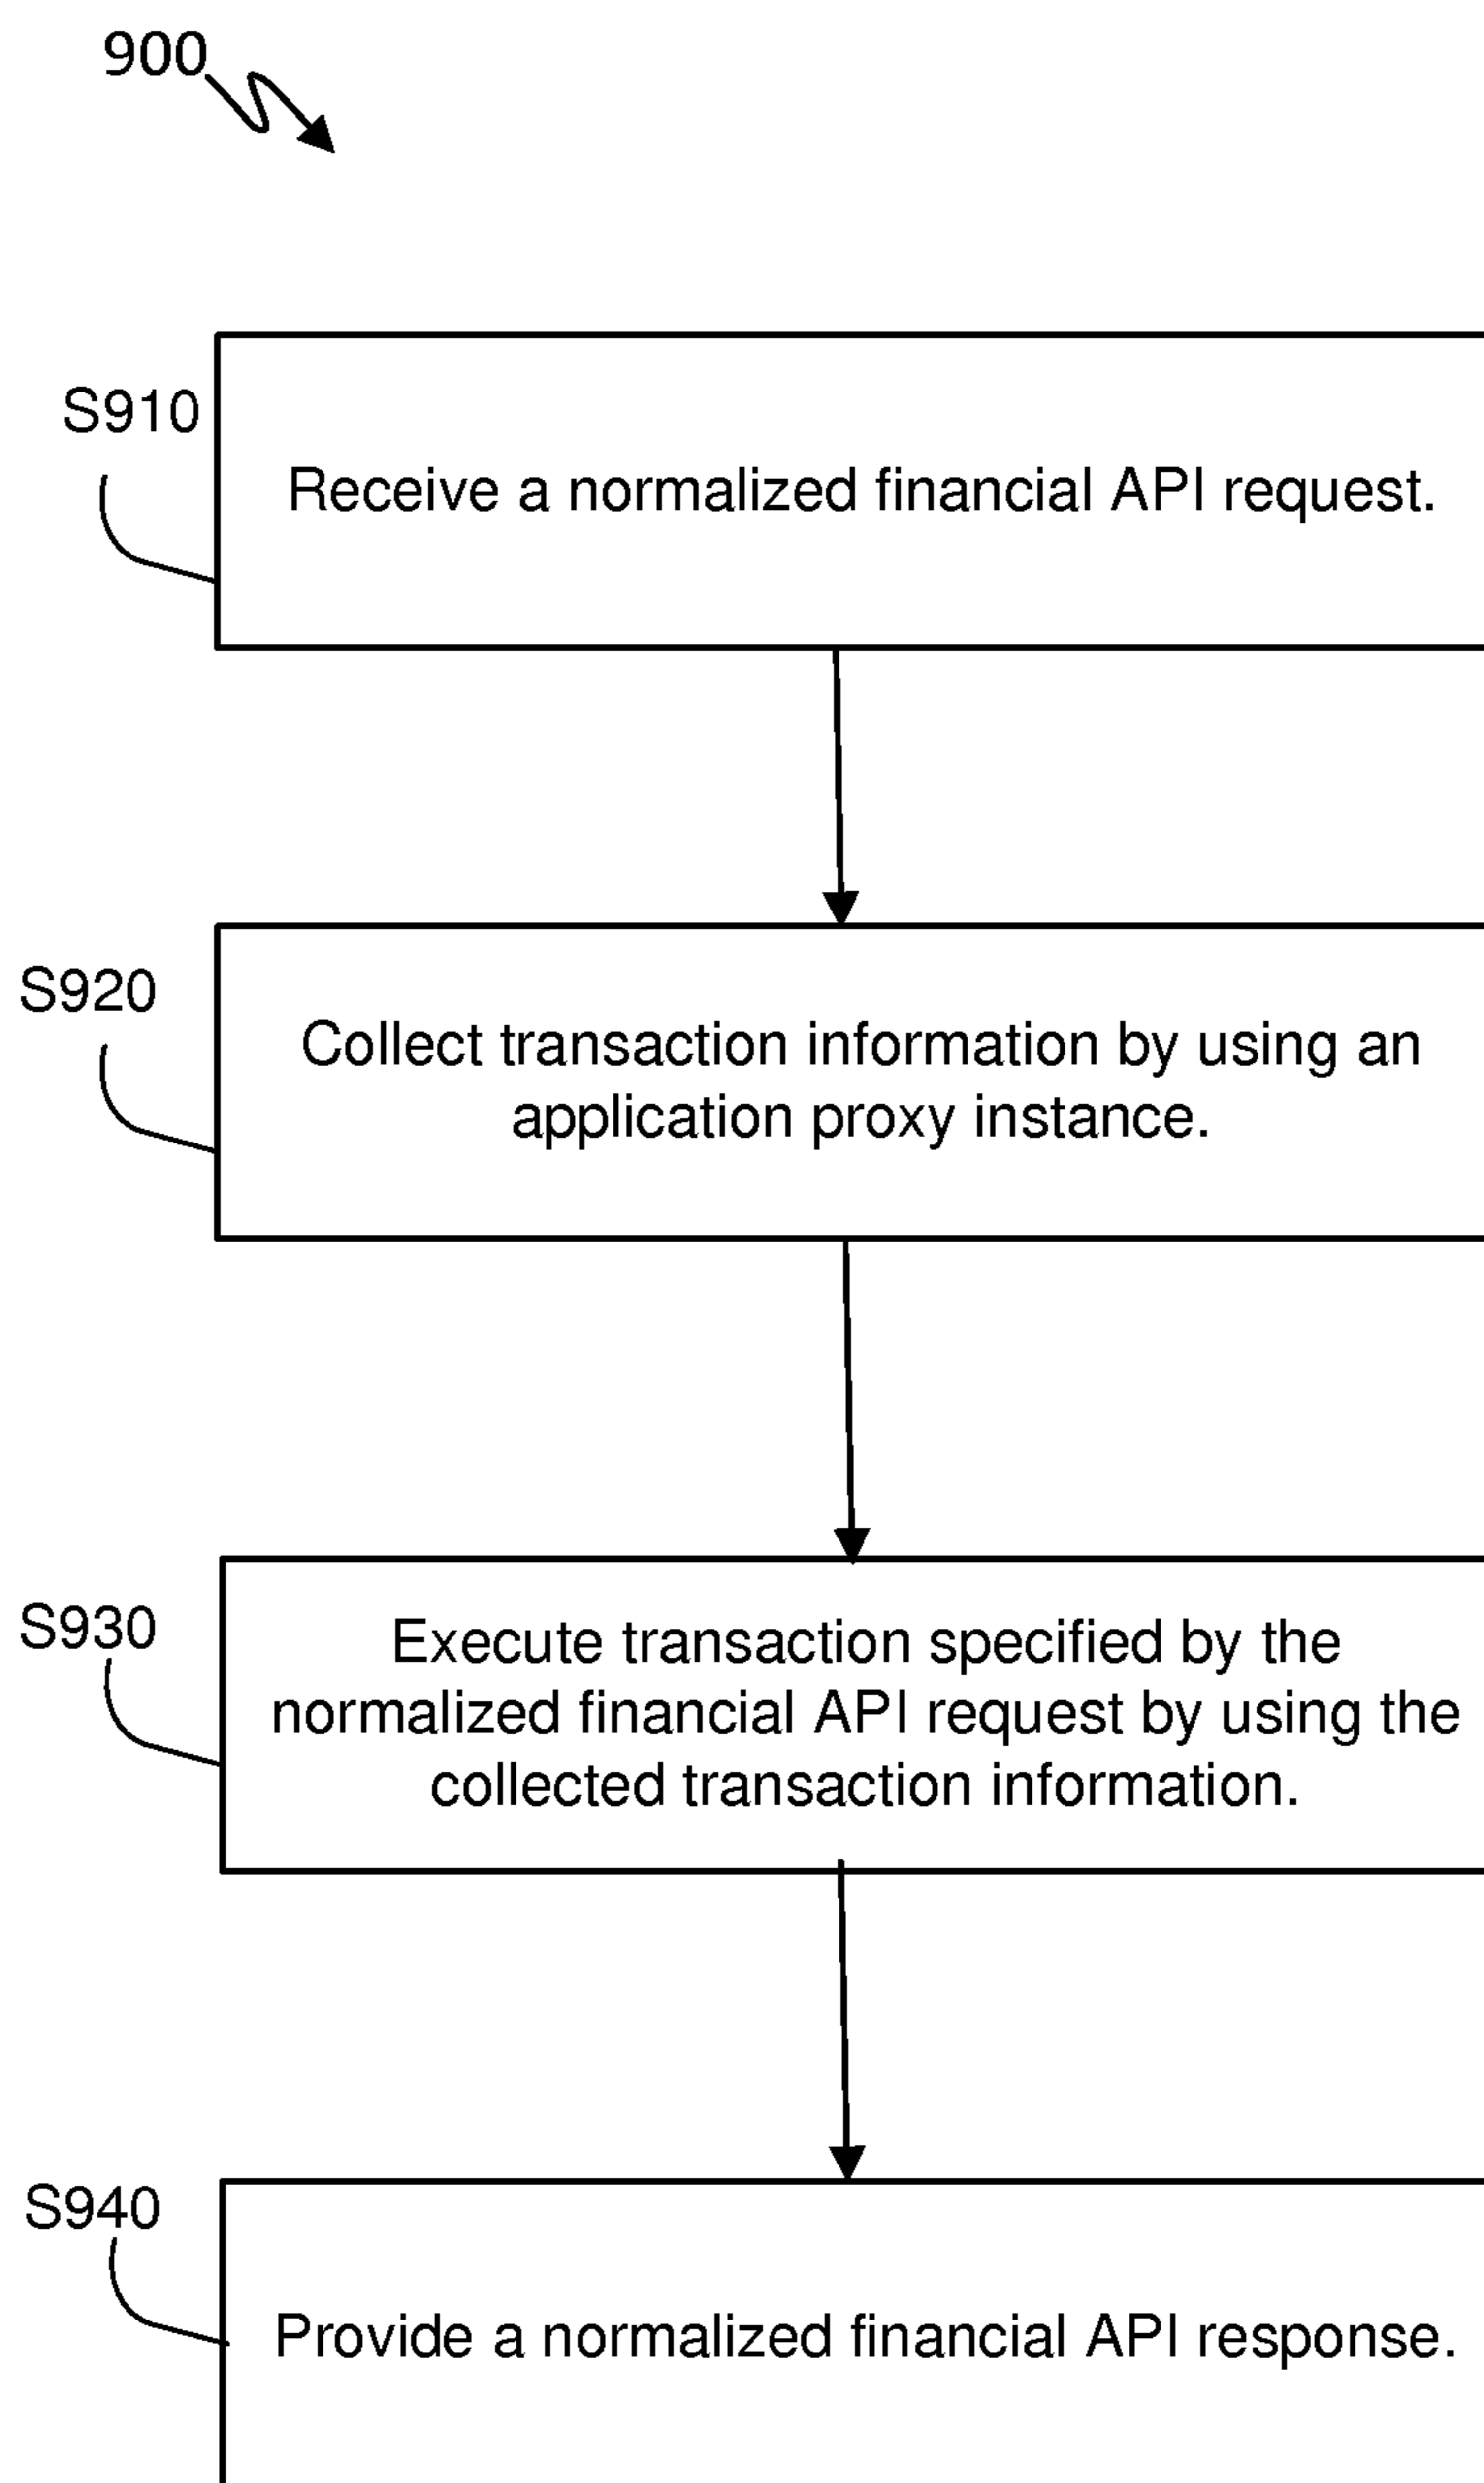 900
S910
Receive a normalized financial API request.
S920
Collect transaction information by using an
application proxy instance.
S930
Execute transaction specified by the
normalized financial API request by using the
collected transaction information.
S940
Provide a normalized financial API response.